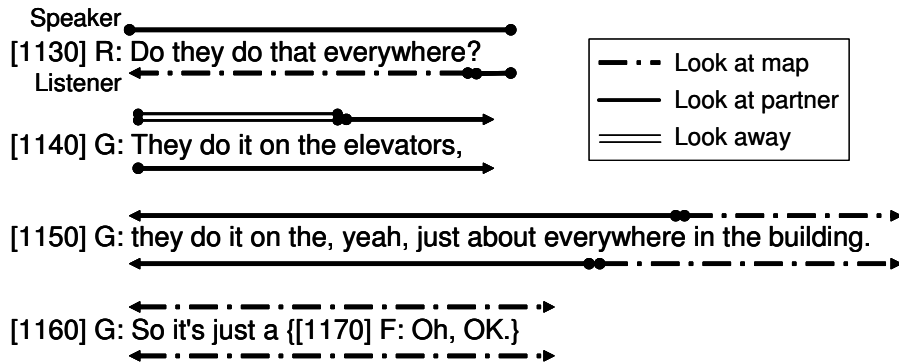 Speaker
[1130] R: Do they do that everywhere?
Listener
Look at map
Look at partner
Look away
[1140] G: They do it on the elevators,
[1150] G: they do it on the, yeah, just about everywhere in the building.
[1160] G: So it's just a {[1170] F: Oh, OK.}